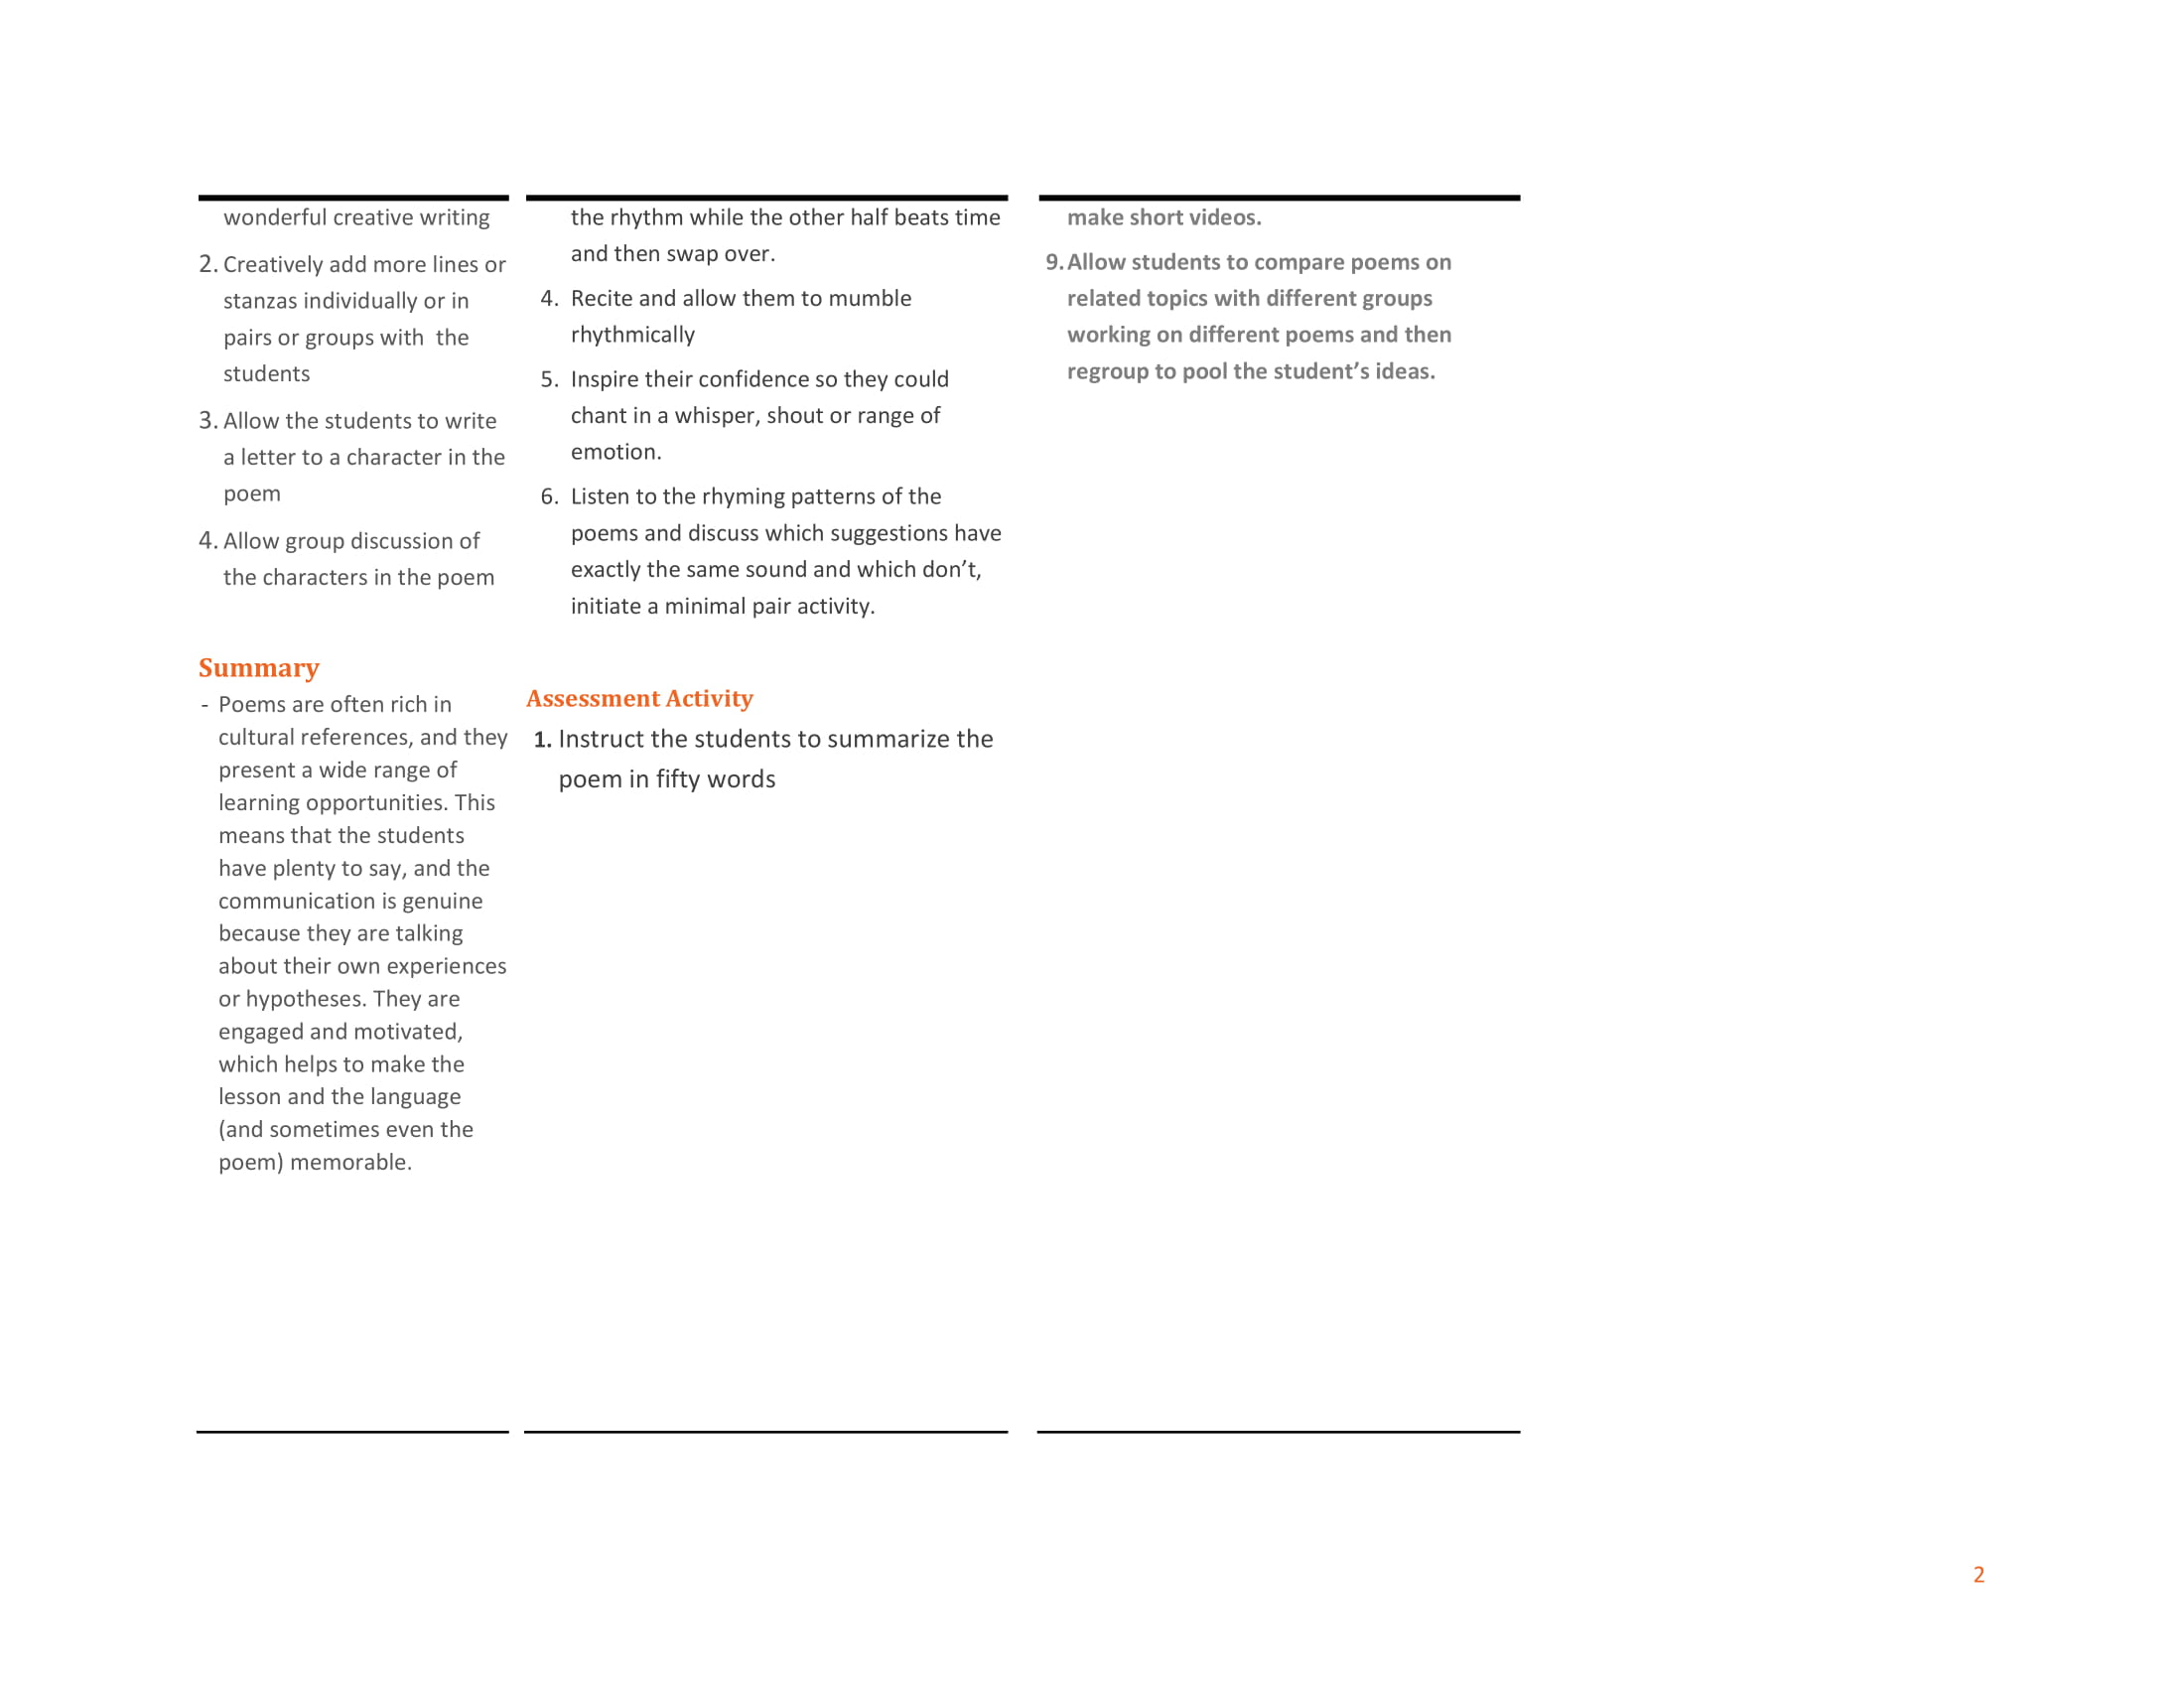 wonderful creative writing
2. Creatively add more lines or
stanzas individually or in
pairs or groups with  the
students
3. Allow the students to write
a letter to a character in the
poem
4. Allow group discussion of
the characters in the poem
Summary
- Poems are often rich in
cultural references, and they
present a wide range of
learning opportunities. This
means that the students
have plenty to say, and the
communication is genuine
because they are talking
about their own experiences
or hypotheses. They are
engaged and motivated,
which helps to make the
lesson and the language
(and sometimes even the
poem) memorable.
the rhythm while the other half beats time
and then swap over.
4. Recite and allow them to mumble
rhythmically
5. Inspire their confidence so they could
chant in a whisper, shout or range of
emotion.
6. Listen to the rhyming patterns of the
poems and discuss which suggestions have
exactly the same sound and which don’t,
initiate a minimal pair activity.
Assessment Activity
1. Instruct the students to summarize the
poem in fifty words
make short videos.
9. Allow students to compare poems on
related topics with different groups
working on different poems and then
regroup to pool the student’s ideas.
2